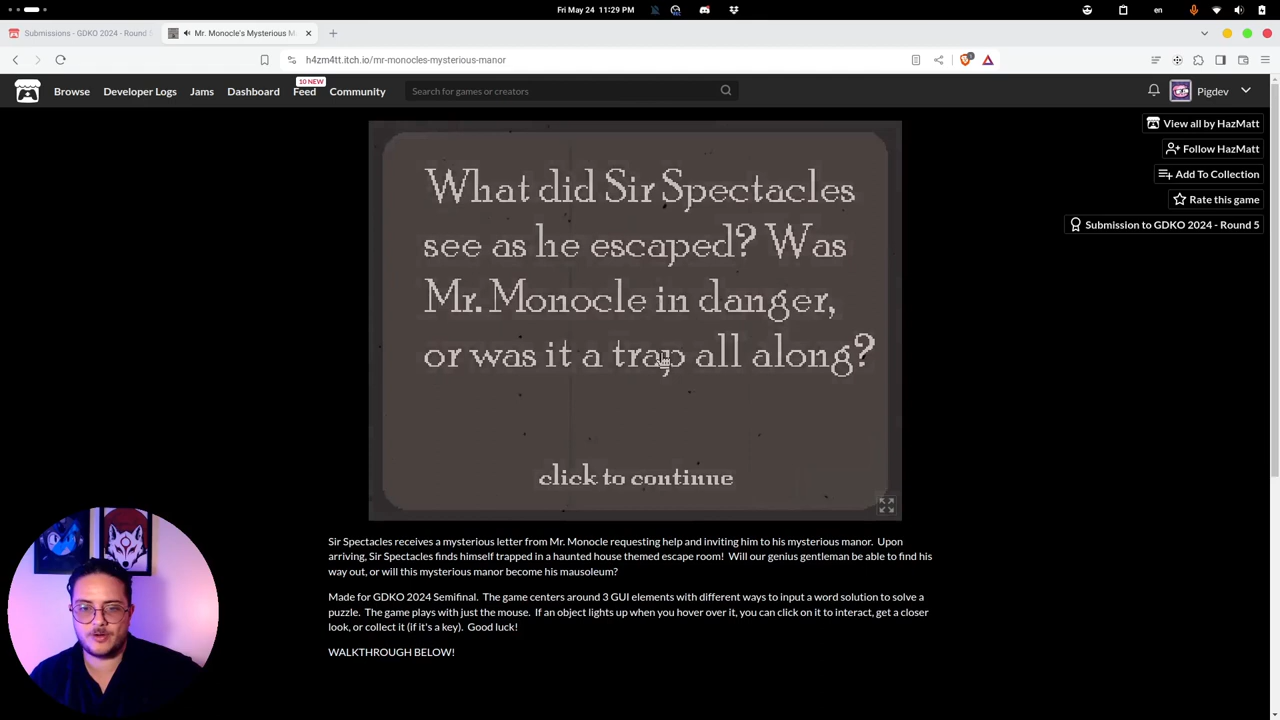 Fri May 24 11:29 PM
en
Submissions - GDKO 2024 - Round 5
Mr. Monocle's Mysterious M
h4zm4tt.itch.io/mr-monocles-mysterious-manor
1
10 NEW
Browse Developer Logs Jams Dashboard Feed Community
Search for games or creators
Pigdev
View all by HazMatt
Follow HazMatt
Add To Collection
Rate this game
Submission to GDKO 2024 - Round 5
What did Sir Spectacles
see as he escaped? Was
Mr. Monocle in danger,
or was it a trap all along?
click to continue
Sir Spectacles receives a mysterious letter from Mr. Monocle requesting help and inviting him to his mysterious manor. Upon
arriving, Sir Spectacles finds himself trapped in a haunted house themed escape room! Will our genius gentleman be able to find his
way out, or will this mysterious manor become his mausoleum?
Made for GDKO 2024 Semifinal. The game centers around 3 GUI elements with different ways to input a word solution to solve a
puzzle. The game plays with just the mouse. If an object lights up when you hover over it, you can click on it to interact, get a closer
look, or collect it (if it's a key). Good luck!
WALKTHROUGH BELOW!